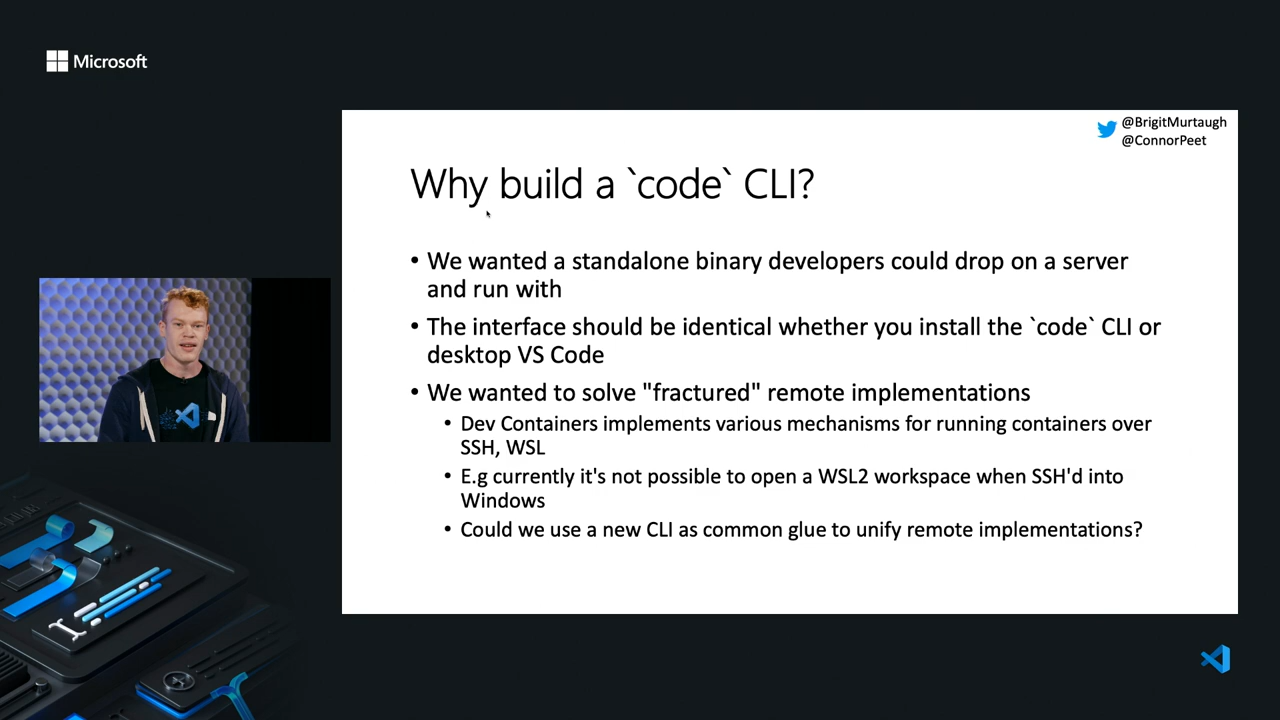 Microsoft
@BrigitMurtaugh
@ConnorPeet
Why build a `code` CLI?
• We wanted a standalone binary developers could drop on a server
and run with
• The interface should be identical whether you install the `code` CLI or
desktop VS Code
• We wanted to solve "fractured" remote implementations
• Dev Containers implements various mechanisms for running containers over
SSH, WSL
• E.g currently it's not possible to open a WSL2 workspace when SSH'd into
Windows
• Could we use a new CLI as common glue to unify remote implementations?